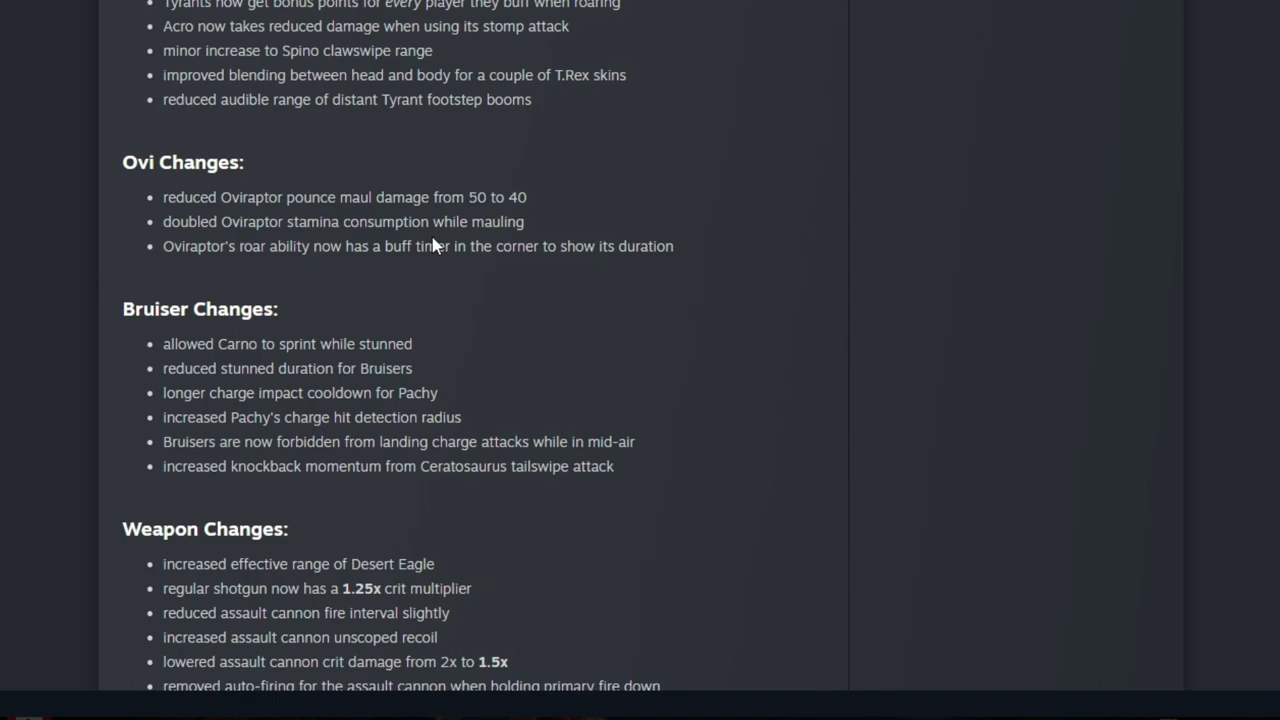 Tyrants now get bonus points for every player they buff when roaring
Acro now takes reduced damage when using its stomp attack
minor increase to Spino clawswipe range
improved blending between head and body for a couple of T.Rex skins
reduced audible range of distant Tyrant footstep booms
Ovi Changes:
reduced Oviraptor pounce maul damage from 50 to 40
doubled Oviraptor stamina consumption while mauling
Oviraptor's roar ability now has a buff timer in the corner to show its duration
Bruiser Changes:
allowed Carno to sprint while stunned
reduced stunned duration for Bruisers
longer charge impact cooldown for Pachy
increased Pachy's charge hit detection radius
Bruisers are now forbidden from landing charge attacks while in mid-air
increased knockback momentum from Ceratosaurus tailswipe attack
Weapon Changes:
increased effective range of Desert Eagle
regular shotgun now has a 1.25x crit multiplier
reduced assault cannon fire interval slightly
increased assault cannon unscoped recoil
lowered assault cannon crit damage from 2x to 1.5x
removed auto-firing for the assault cannon when holding primary fire down